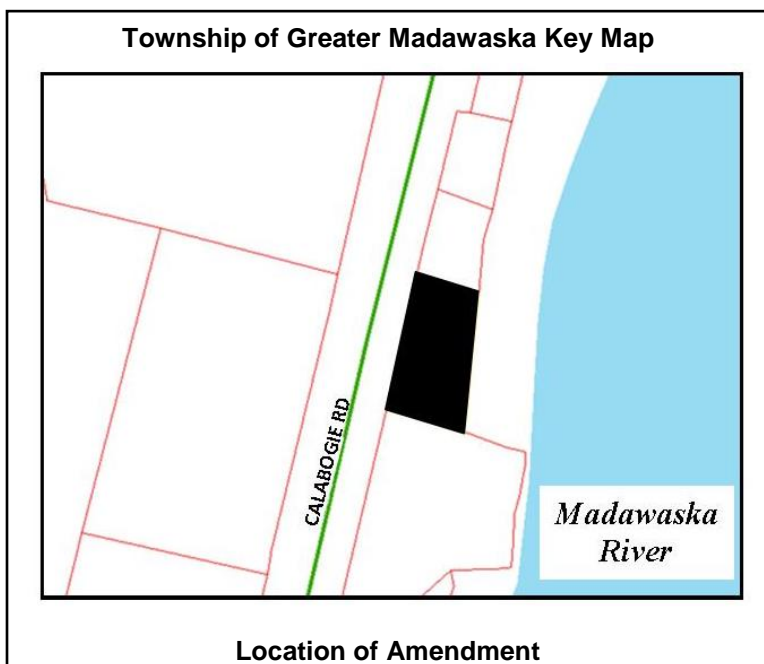 Township of Greater Madawaska Key Map
CALABOGIE RD
Madawaska
River
Location of Amendment